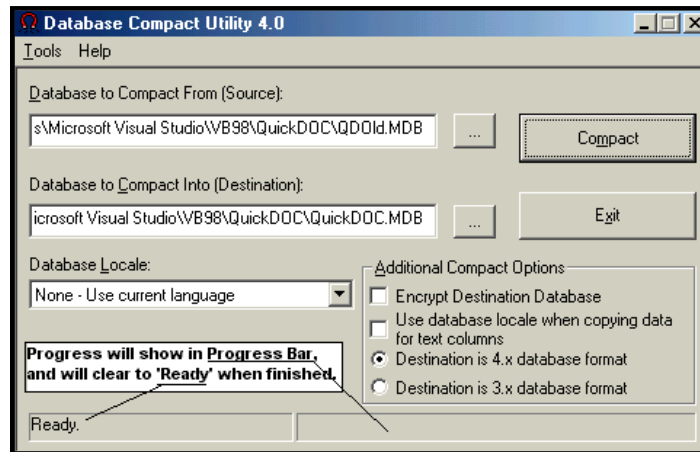 Database Compact Utility 4.0
Tools Help
Database to Compact From (Source):
s\Microsoft Visual Studio\VB98\QuickDOC\QDOld.MDB
...
Compact
Database to Compact Into (Destination):
icrosoft Visual Studio\VB98\QuickDOC\QuickDOC.MDB
...
Exit
Database Locale:
None - Use current language
Additional Compact Options
Encrypt Destination Database
Use database locale when copying data
for text columns
Destination is 4.x database format
Destination is 3.x database format
Progress will show in Progress Bar,
and will clear to 'Ready' when finished.
Ready.